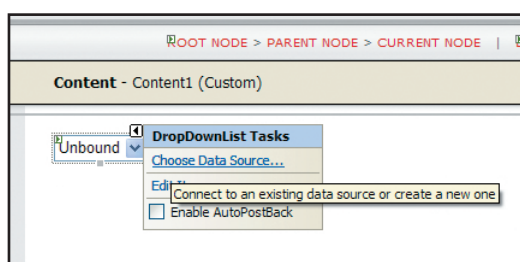 ROOT NODE > PARENT NODE > CURRENT NODE |
Content - Content1 (Custom)
Unbound
DropDownList Tasks
Choose Data Source...
Connect to an existing data source or create a new one
Enable AutoPostBack